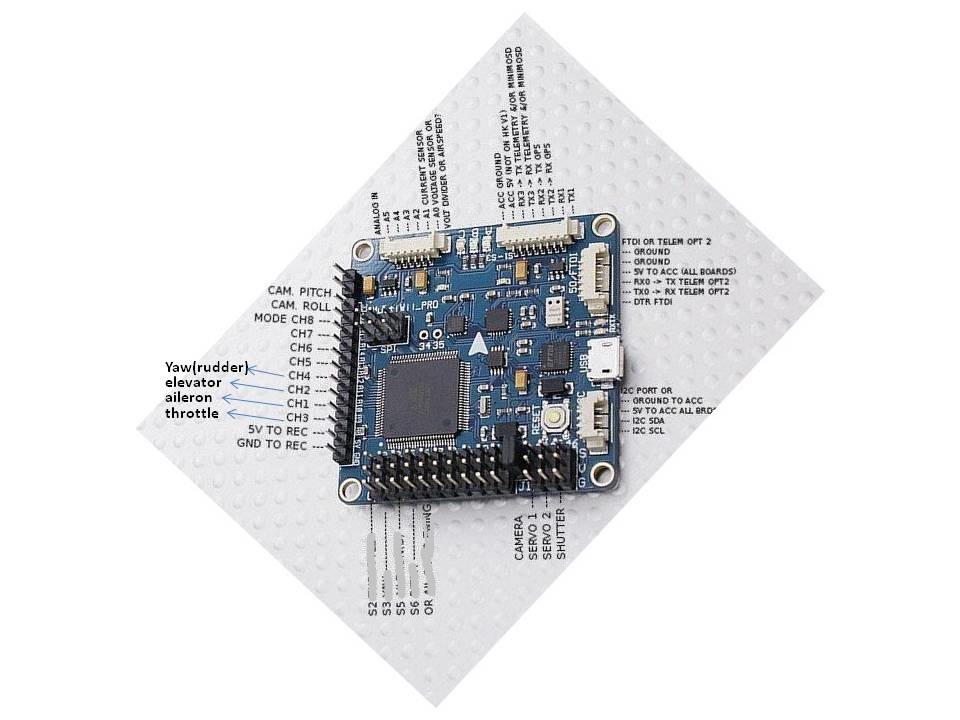 ANALOG IN
A5
A4
A3
A2
A1 CURRENT SENSOR
A0 VOLTAGE SENSOR OR
VOLT DIVIDER OR AIRSPEED?
ACC GROUND
ACC 5V (NOT ON HK V1)
RX3 -> TX TELEMETRY &/OR MINIMOSD
TX3 -> RX TELEMETRY &/OR MINIMOSD
RX2 -> TX GPS
TX2 -> RX GPS
RX1
TX1
FTDI OR TELEM OPT 2
GROUND
GROUND
5V TO ACC (ALL BOARDS)
RX0 -> TX TELEM OPT2
TX0 -> RX TELEM OPT2
DTR FTDI
CAM. PITCH
CAM. ROLL
MODE CH8
CH7
CH6
CH5
CH4
CH2
CH1
CH3
5V TO REC
GND TO REC
Yaw(rudder)
elevator
aileron
throttle
_PRO
SPI
3435
USB
RESET
J1
S
C
G
I2C PORT OR
GROUND TO ACC
5V TO ACC ALL BRDS
I2C SDA
I2C SCL
S2
S3
S5
S6
OR
CAMERA
SERVO 1
SERVO 2
SHUTTER